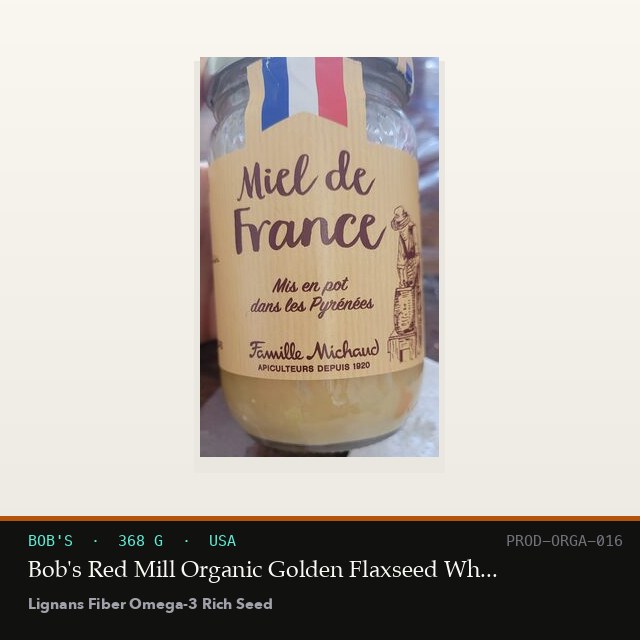 Miel de
France
Mis en pot
dans les Pyrénées
Famille Michaud
APICULTEURS DEPUIS 1920
BOB'S · 368 G · USA
PROD-ORGA-016
Bob's Red Mill Organic Golden Flaxseed Wh...
Lignans Fiber Omega-3 Rich Seed